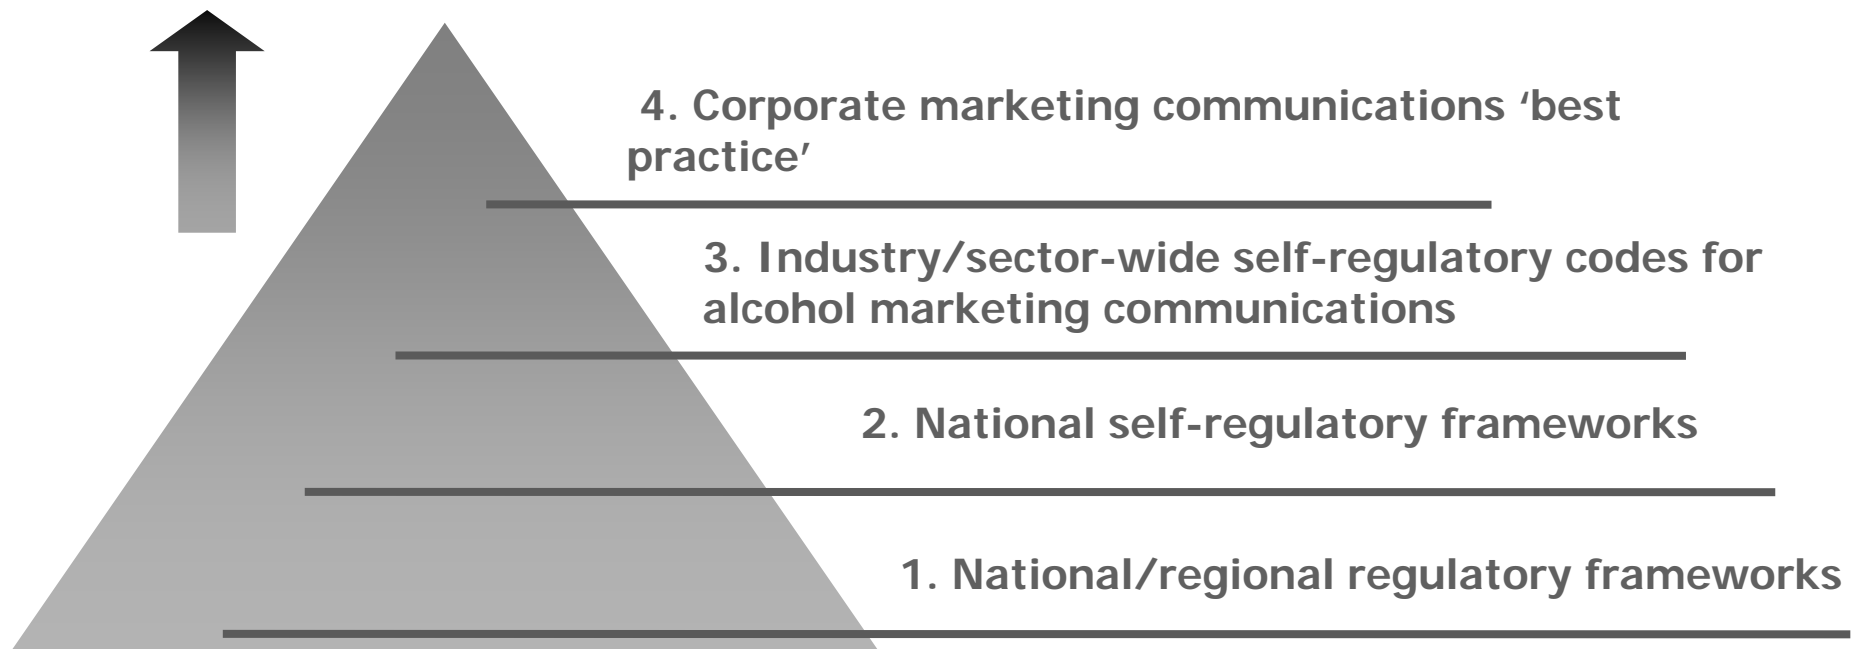 4. Corporate marketing communications ‘best
practice’
3. Industry/sector-wide self-regulatory codes for
alcohol marketing communications
2. National self-regulatory frameworks
1. National/regional regulatory frameworks